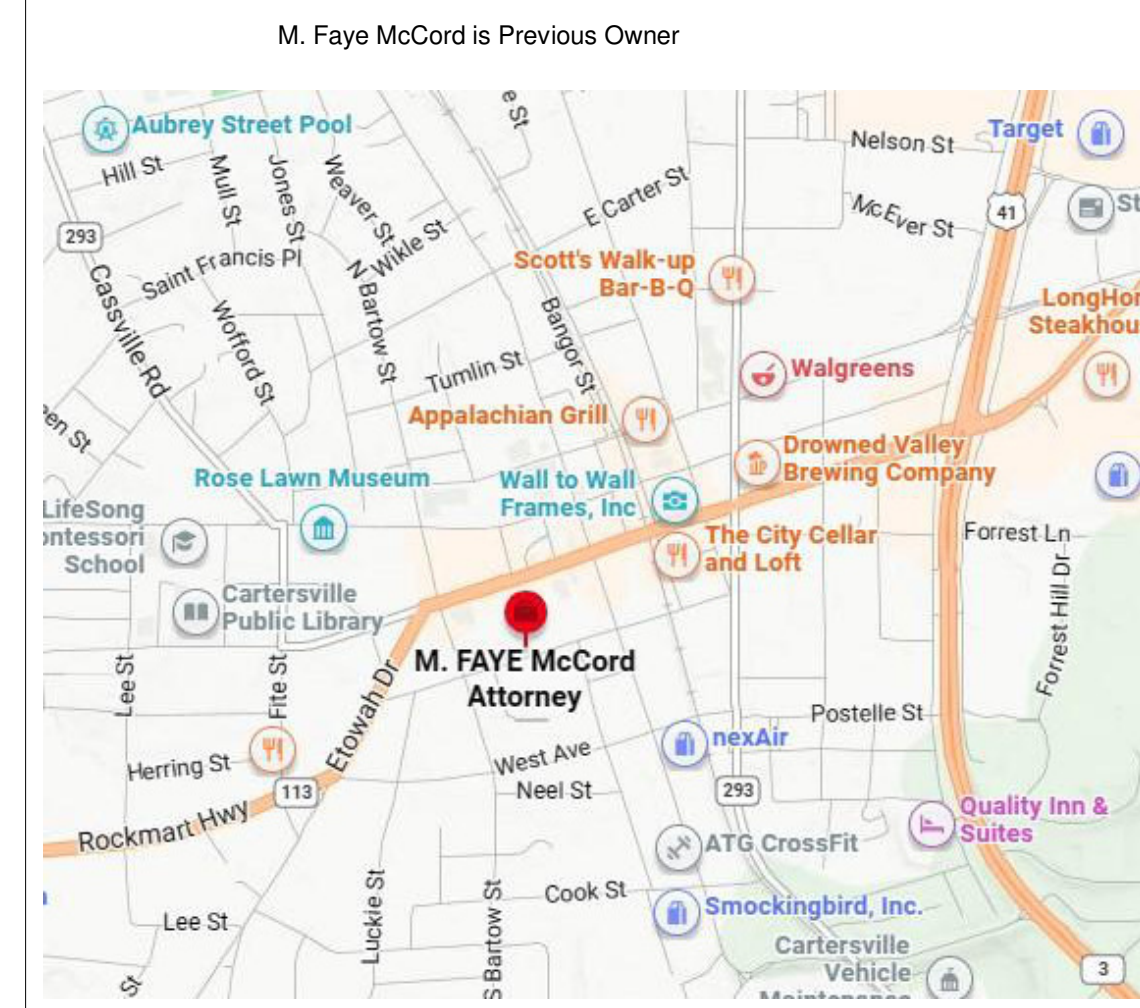 M. Faye McCord is Previous Owner
Aubrey Street Pool
e St
Nelson St
Target
Hill St
Mull St
Jones St
Weaver St
E Carter St
McEver St
41
St
293
N Wikle St
Saint Francis Pl
Scott's Walk-up
Bar-B-Q
Cassville Rd
Wofford St
N Bartow St
Bangor St
LongHor
Steakhou
Tumlin St
Walgreens
een St
Appalachian Grill
Drowned Valley
Brewing Company
Rose Lawn Museum
Wall to Wall
Frames, Inc
LifeSong
ontessori
School
The City Cellar
and Loft
Forrest Ln
Cartersville
Public Library
Forrest Hill Dr
M. FAYE McCord
Attorney
Lee St
Fite St
Etowah Dr
Postelle St
nexAir
West Ave
Herring St
Neel St
113
293
Rockmart Hwy
Quality Inn &
Suites
ATG CrossFit
Luckie St
S Bartow St
Cook St
Smockingbird, Inc.
Lee St
Cartersville
Vehicle
Maintenance
3
St